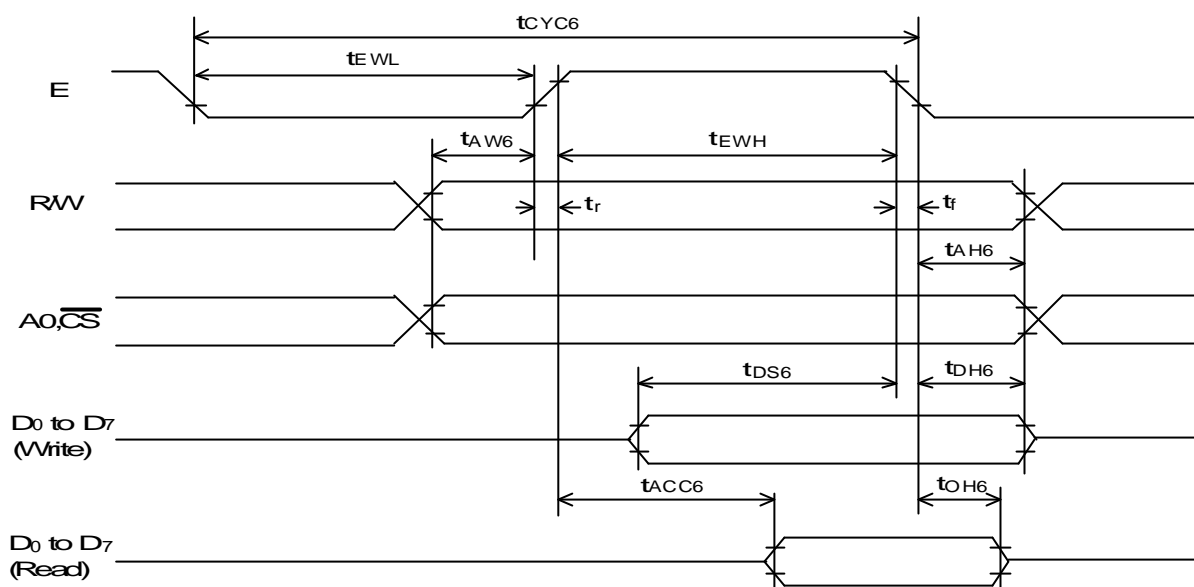 tCYC6
tEWL
E
tAW6
tEWH
R/W
tr
tf
tAH6
A0,CS
tDS6
tDH6
D0 to D7
(Write)
tACC6
tOH6
D0 to D7
(Read)